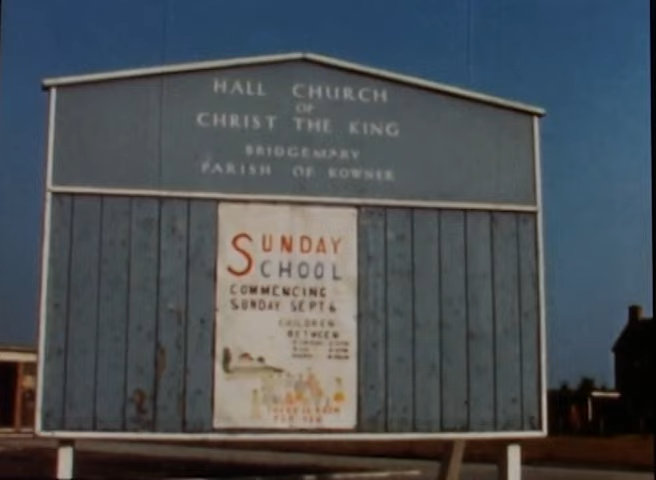 HALL CHURCH
OF
CHRIST THE KING
BRIDGEMARY
PARISH OF ROWNER
SUNDAY
SCHOOL
COMMENCING
SUNDAY SEPT 6
CHILDREN
BETWEEN